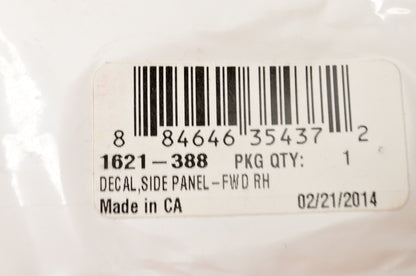 8 84646 35437 2
1621-388 PKG QTY: 1
DECAL,SIDE PANEL-FWD RH
Made in CA 02/21/2014